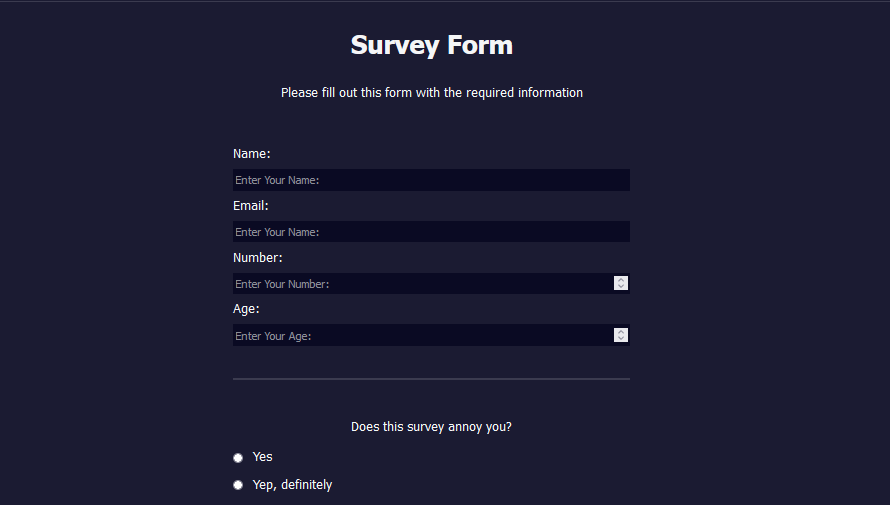 Survey Form
Please fill out this form with the required information
Name:
Enter Your Name:
Email:
Enter Your Name:
Number:
Enter Your Number:
Age:
Enter Your Age:
Does this survey annoy you?
Yes
Yep, definitely